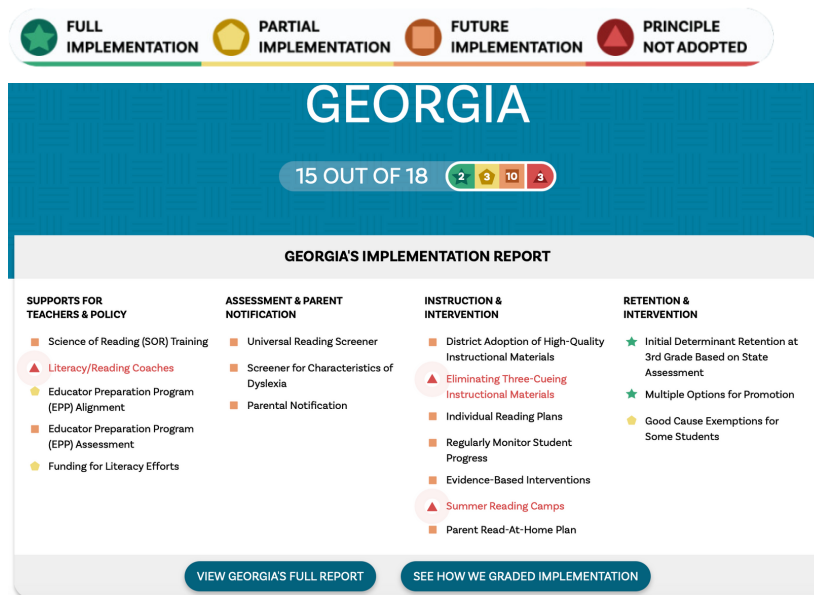 FULL
IMPLEMENTATION
PARTIAL
IMPLEMENTATION
FUTURE
IMPLEMENTATION
PRINCIPLE
NOT ADOPTED
GEORGIA
15 OUT OF 18
2
3
10
3
GEORGIA'S IMPLEMENTATION REPORT
SUPPORTS FOR
TEACHERS & POLICY
Science of Reading (SOR) Training
Literacy/Reading Coaches
Educator Preparation Program
(EPP) Alignment
Educator Preparation Program
(EPP) Assessment
Funding for Literacy Efforts
ASSESSMENT & PARENT
NOTIFICATION
Universal Reading Screener
Screener for Characteristics of
Dyslexia
Parental Notification
INSTRUCTION &
INTERVENTION
District Adoption of High-Quality
Instructional Materials
Eliminating Three-Cueing
Instructional Materials
Individual Reading Plans
Regularly Monitor Student
Progress
Evidence-Based Interventions
Summer Reading Camps
Parent Read-At-Home Plan
RETENTION &
INTERVENTION
Initial Determinant Retention at
3rd Grade Based on State
Assessment
Multiple Options for Promotion
Good Cause Exemptions for
Some Students
VIEW GEORGIA'S FULL REPORT
SEE HOW WE GRADED IMPLEMENTATION